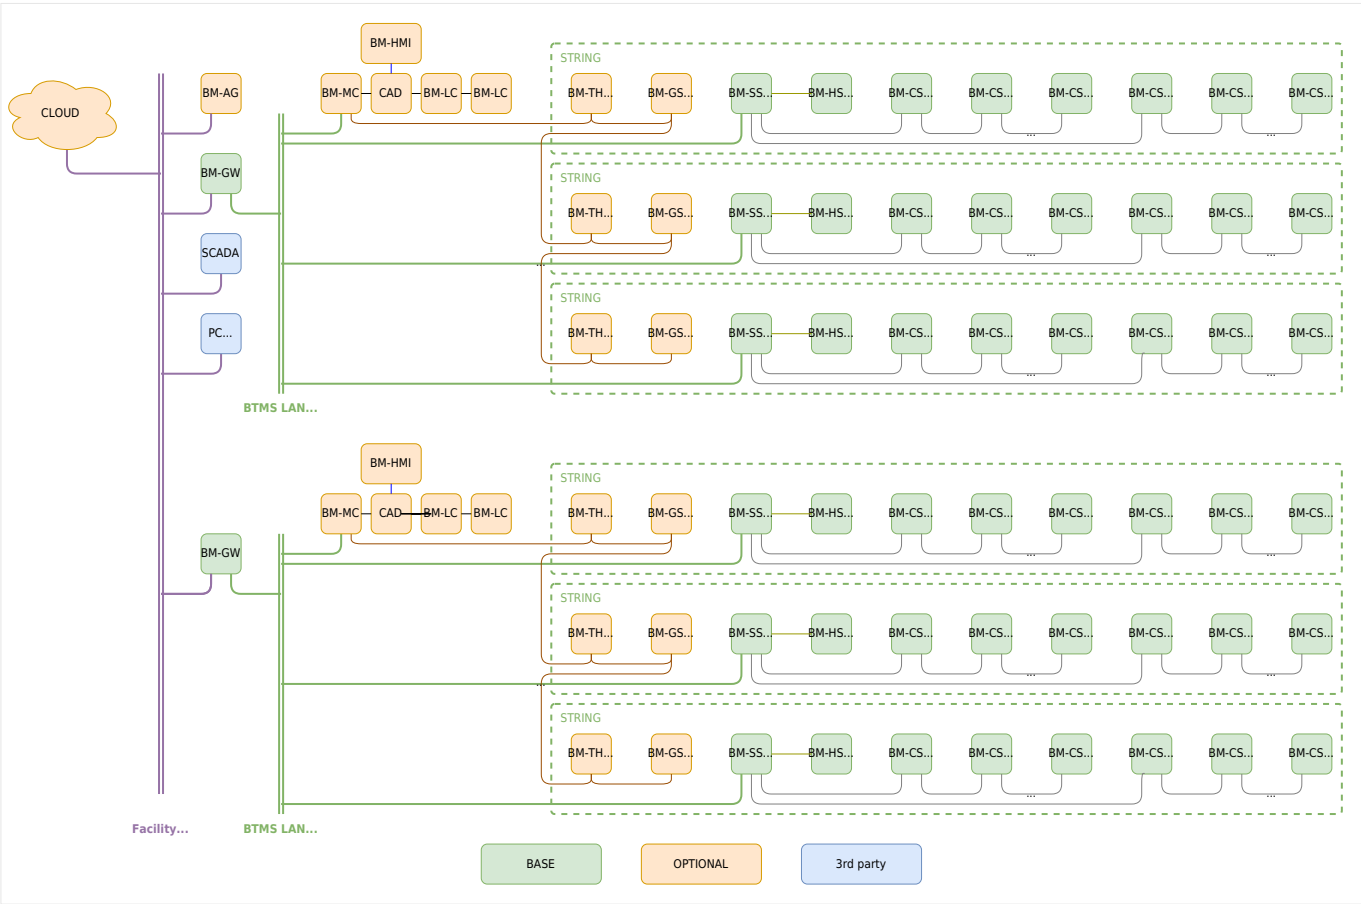 BM-HMI
STRING
CLOUD
BM-AG
BM-MC
CAD
BM-LC
BM-LC
BM-TH...
BM-GS...
BM-SS...
BM-HS...
BM-CS...
BM-CS...
BM-CS...
BM-CS...
BM-CS...
BM-CS...
...
...
BM-GW
STRING
BM-TH...
BM-GS...
BM-SS...
BM-HS...
BM-CS...
BM-CS...
BM-CS...
BM-CS...
BM-CS...
BM-CS...
SCADA
...
...
...
STRING
PC...
BM-TH...
BM-GS...
BM-SS...
BM-HS...
BM-CS...
BM-CS...
BM-CS...
BM-CS...
BM-CS...
BM-CS...
...
...
BTMS LAN...
BM-HMI
STRING
BM-MC
CAD
BM-LC
BM-LC
BM-TH...
BM-GS...
BM-SS...
BM-HS...
BM-CS...
BM-CS...
BM-CS...
BM-CS...
BM-CS...
BM-CS...
...
...
BM-GW
STRING
BM-TH...
BM-GS...
BM-SS...
BM-HS...
BM-CS...
BM-CS...
BM-CS...
BM-CS...
BM-CS...
BM-CS...
...
...
...
STRING
BM-TH...
BM-GS...
BM-SS...
BM-HS...
BM-CS...
BM-CS...
BM-CS...
BM-CS...
BM-CS...
BM-CS...
...
...
Facility...
BTMS LAN...
BASE
OPTIONAL
3rd party